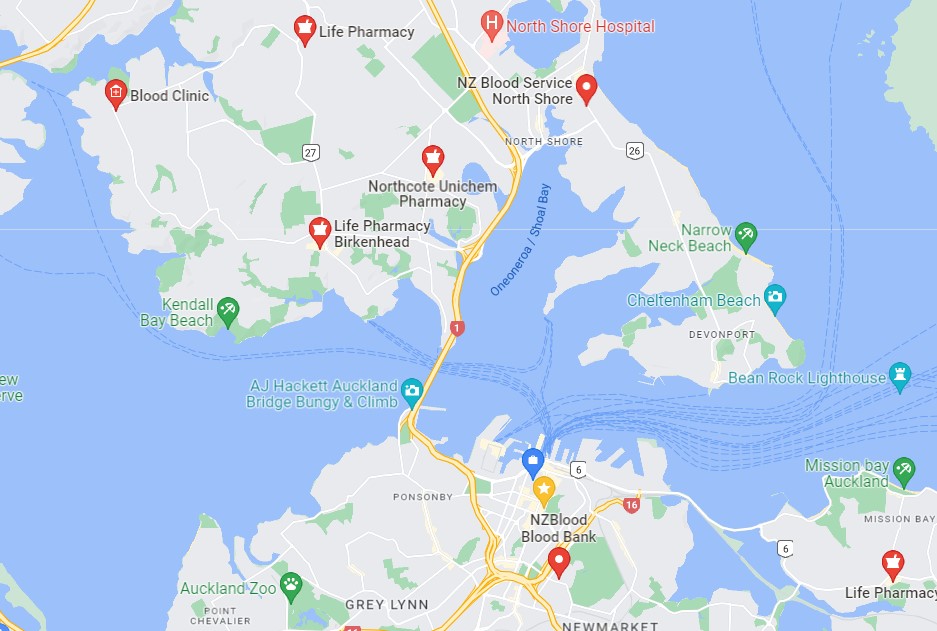 Life Pharmacy
H
North Shore Hospital
NZ Blood Service
North Shore
Blood Clinic
NORTH SHORE
26
27
Northcote Unichem
Pharmacy
Oneoneroa / Shoal Bay
Life Pharmacy
Birkenhead
Narrow
Neck Beach
Kendall
Bay Beach
Cheltenham Beach
1
DEVONPORT
ew
erve
AJ Hackett Auckland
Bridge Bungy & Climb
Bean Rock Lighthouse
6
Mission bay
Auckland
PONSONBY
16
MISSION BAY
NZBlood
Blood Bank
6
Auckland Zoo
Life Pharmacy
POINT
CHEVALIER
GREY LYNN
NEWMARKET